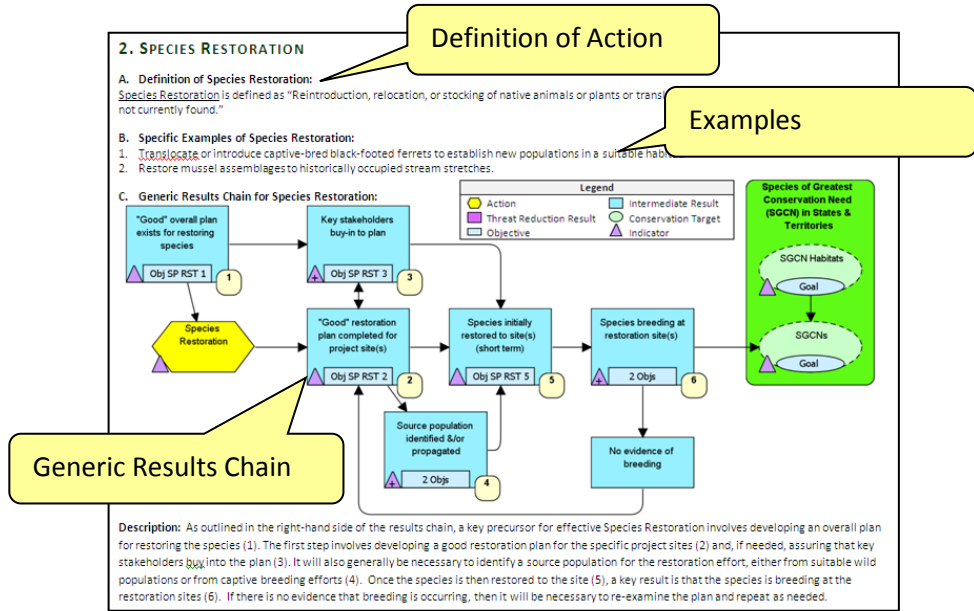 Definition of Action
2. SPECIES RESTORATION
A. Definition of Species Restoration:
Species Restoration is defined as “Reintroduction, relocation, or stocking of native animals or plants or
not currently found.”
Examples
B. Specific Examples of Species Restoration:
1. Translocate or introduce captive-bred black-footed ferrets to establish new populations in a suitable
2. Restore mussel assemblages to historically occupied stream stretches.
C. Generic Results Chain for Species Restoration:
Legend
Action
Intermediate Result
Threat Reduction Result
Conservation Target
Objective
Indicator
Species of Greatest
Conservation Need
(SGCN) in States &
Territories
SGCN Habitats
Goal
SGCNs
Goal
"Good" overall plan
exists for restoring
species
Obj SP RST 1
1
Key stakeholders
buy-in to plan
+
Obj SP RST 3
3
Species
Restoration
"Good" restoration
plan completed for
project site(s)
Obj SP RST 2
2
Species initially
restored to site(s)
(short term)
Obj SP RST 5
5
Species breeding at
restoration site(s)
+
2 Objs
6
Source population
identified &/or
propagated
+
2 Objs
4
No evidence of
breeding
Generic Results Chain
Description: As outlined in the right-hand side of the results chain, a key precursor for effective Species Restoration involves developing an overall plan
for restoring the species (1). The first step involves developing a good restoration plan for the specific project sites (2) and, if needed, assuring that key
stakeholders buy into the plan (3). It will also generally be necessary to identify a source population for the restoration effort, either from suitable wild
populations or from captive breeding efforts (4). Once the species is then restored to the site (5), a key result is that the species is breeding at the
restoration sites (6). If there is no evidence that breeding is occurring, then it will be necessary to re-examine the plan and repeat as needed.